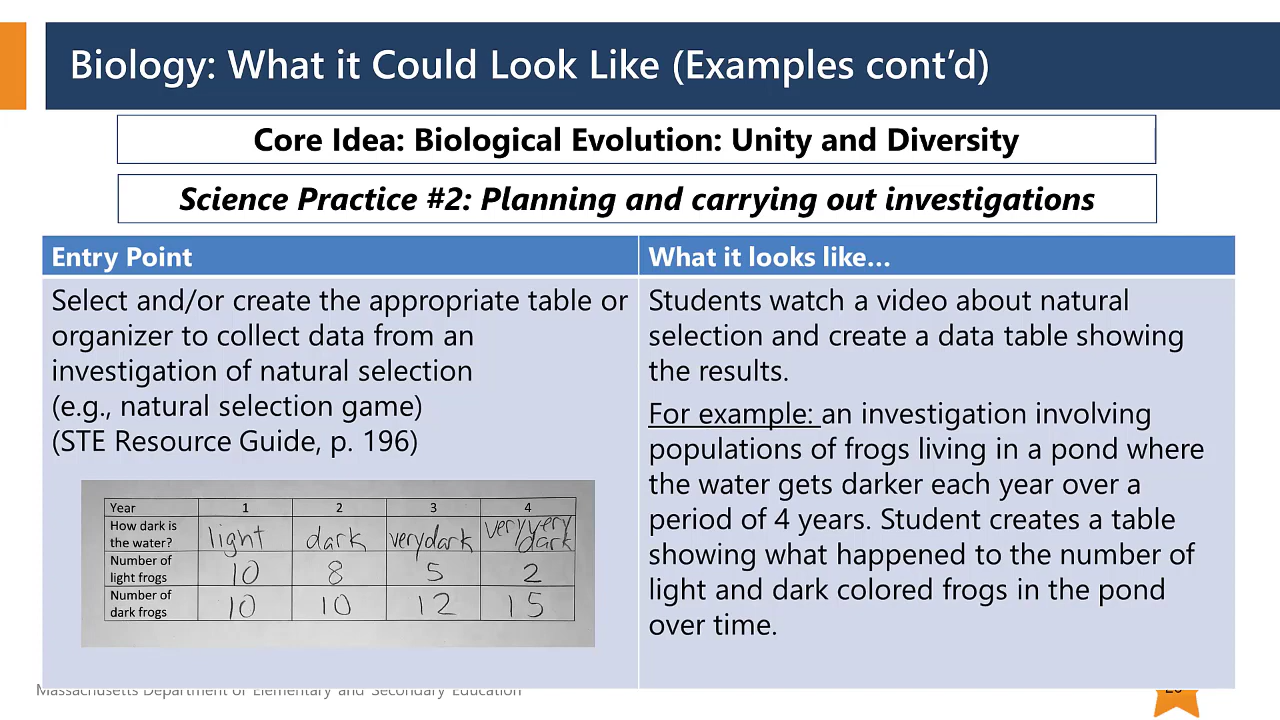 Biology: What it Could Look Like (Examples cont’d)
Core Idea: Biological Evolution: Unity and Diversity
Science Practice #2: Planning and carrying out investigations
Entry Point
Select and/or create the appropriate table or
organizer to collect data from an
investigation of natural selection
(e.g., natural selection game)
(STE Resource Guide, p. 196)
Year 1 2 3 4
How dark is
the water? light dark very dark very very dark
Number of
light frogs 10 8 5 2
Number of
dark frogs 10 10 12 15
What it looks like…
Students watch a video about natural
selection and create a data table showing
the results.
For example: an investigation involving
populations of frogs living in a pond where
the water gets darker each year over a
period of 4 years. Student creates a table
showing what happened to the number of
light and dark colored frogs in the pond
over time.
Massachusetts Department of Elementary and Secondary Education